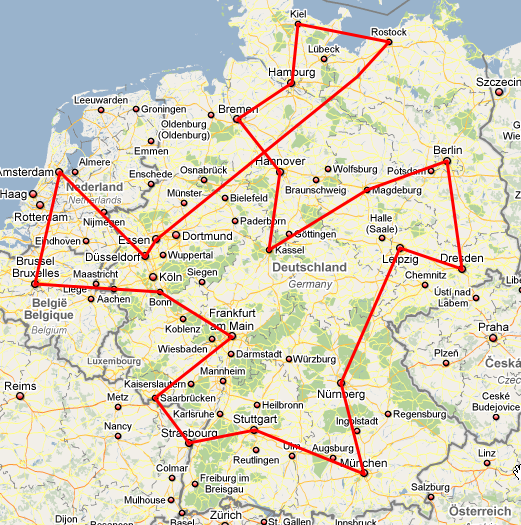 Kiel
Rostock
Lübeck
Hamburg
Szczecin
Leeuwarden
Groningen
Bremen
Oldenburg
(Oldenburg)
Emmen
Berlin
Amsterdam
Almere
Hannover
Wolfsburg
Potsdam
Enschede
Osnabrück
Braunschweig
Magdeburg
Haag
Nederland
Netherlands
Münster
Bielefeld
Rotterdam
Nijmegen
Paderborn
Halle
(Saale)
Eindhoven
Essen
Dortmund
Göttingen
Kassel
Düsseldorf
Wuppertal
Leipzig
Dresden
Brussel
Bruxelles
Maastricht
Köln
Siegen
Deutschland
Germany
Chemnitz
Liege
Aachen
Bonn
Ústí nad
Labem
België
Belgique
Belgium
Koblenz
Frankfurt
am Main
Praha
Wiesbaden
Luxembourg
Darmstadt
Würzburg
Plzeň
Česká
Czec
Reims
Kaiserslautern
Mannheim
Metz
Saarbrücken
Nürnberg
České
Budejovice
Karlsruhe
Heilbronn
Regensburg
Nancy
Strasbourg
Stuttgart
Ingolstadt
Reutlingen
Ulm
Augsburg
München
Linz
Colmar
Freiburg im
Breisgau
Salzburg
Mulhouse
Österreich
Dijon
Basel
Zürich
St. Gallen
Innsbruck